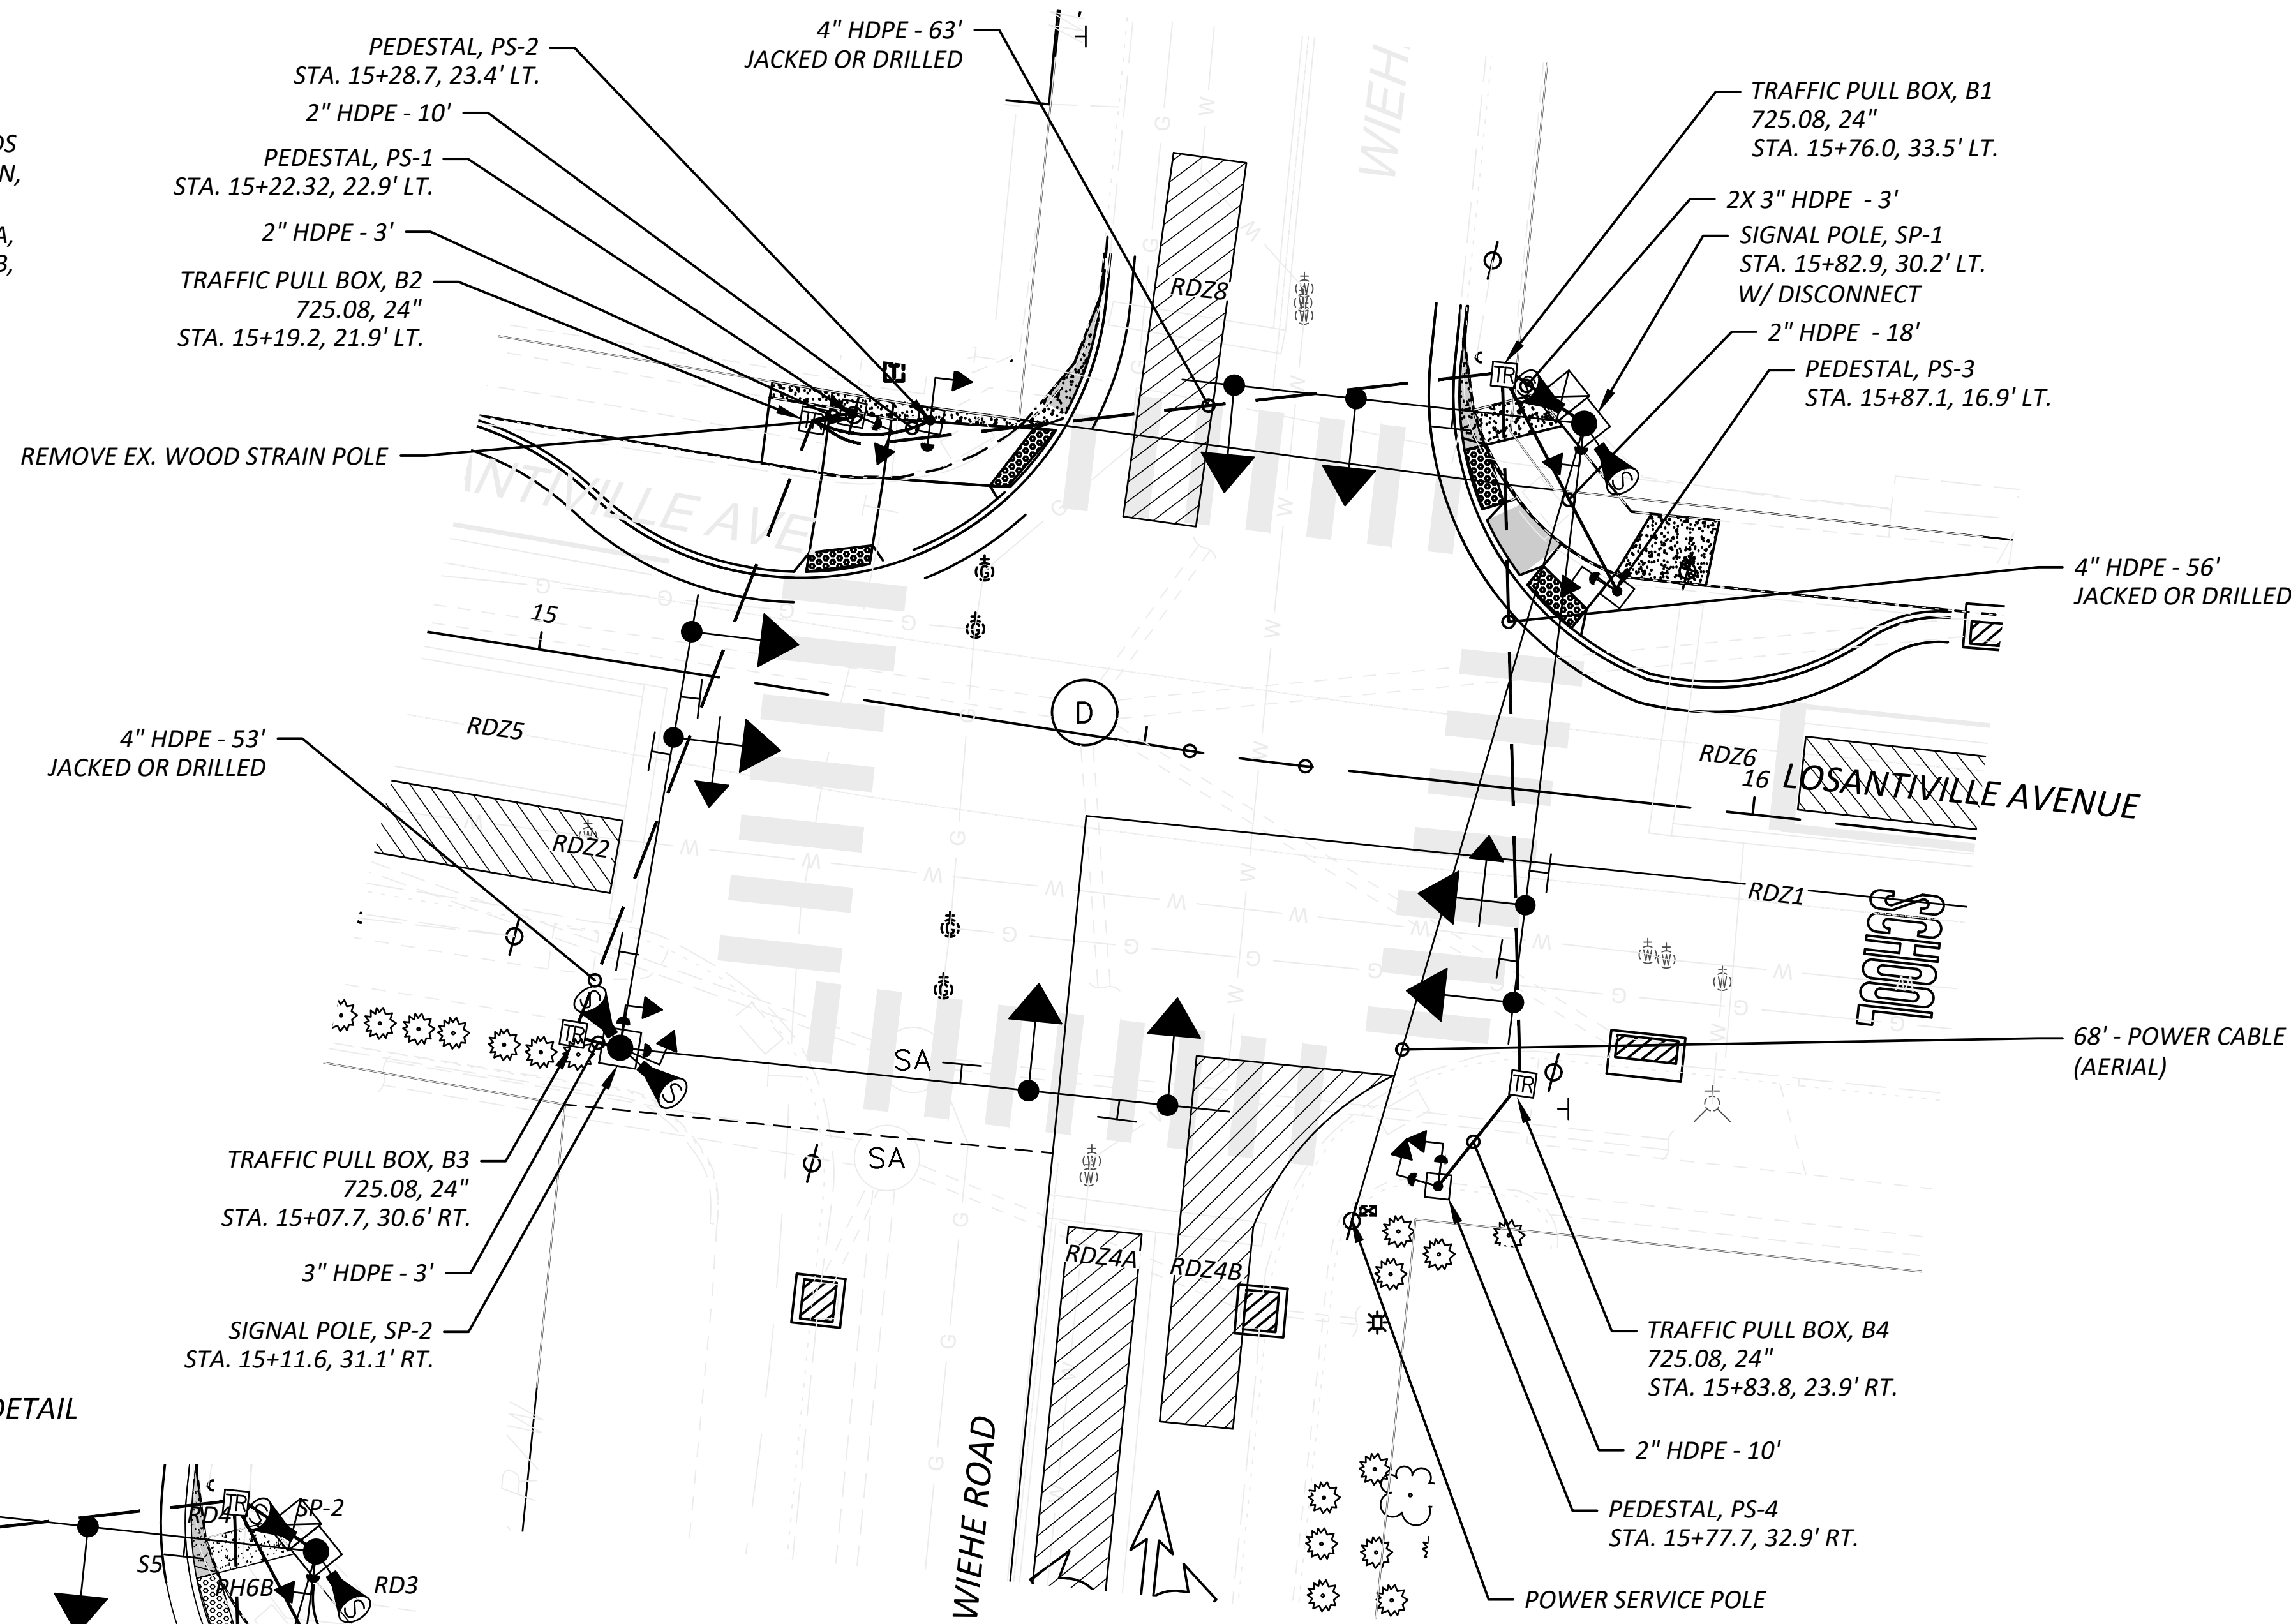 PEDESTAL, PS-2
STA. 15+28.7, 23.4' LT.
2" HDPE - 10'
PEDESTAL, PS-1
STA. 15+22.32, 22.9' LT.
2" HDPE - 3'
TRAFFIC PULL BOX, B2
725.08, 24"
STA. 15+19.2, 21.9' LT.
REMOVE EX. WOOD STRAIN POLE
4" HDPE - 63'
JACKED OR DRILLED
WIEH
TRAFFIC PULL BOX, B1
725.08, 24"
STA. 15+76.0, 33.5' LT.
2X 3" HDPE - 3'
SIGNAL POLE, SP-1
STA. 15+82.9, 30.2' LT.
W/ DISCONNECT
2" HDPE - 18'
PEDESTAL, PS-3
STA. 15+87.1, 16.9' LT.
4" HDPE - 56'
JACKED OR DRILLED
RDZ8
TR
TR
ANTIVILLE AVE
15
D
RDZ5
RDZ2
4" HDPE - 53'
JACKED OR DRILLED
RDZ6
16
LOSANTIVILLE AVENUE
RDZ1
SCHOOL
68' - POWER CABLE
(AERIAL)
TR
TR
S
S
S
SA
SA
TRAFFIC PULL BOX, B3
725.08, 24"
STA. 15+07.7, 30.6' RT.
3" HDPE - 3'
SIGNAL POLE, SP-2
STA. 15+11.6, 31.1' RT.
RDZ4A
RDZ4B
WIEHE ROAD
TRAFFIC PULL BOX, B4
725.08, 24"
STA. 15+83.8, 23.9' RT.
2" HDPE - 10'
PEDESTAL, PS-4
STA. 15+77.7, 32.9' RT.
POWER SERVICE POLE
DETAIL
TR
S
SP-2
RD4
S5
PH6B
RD3
S